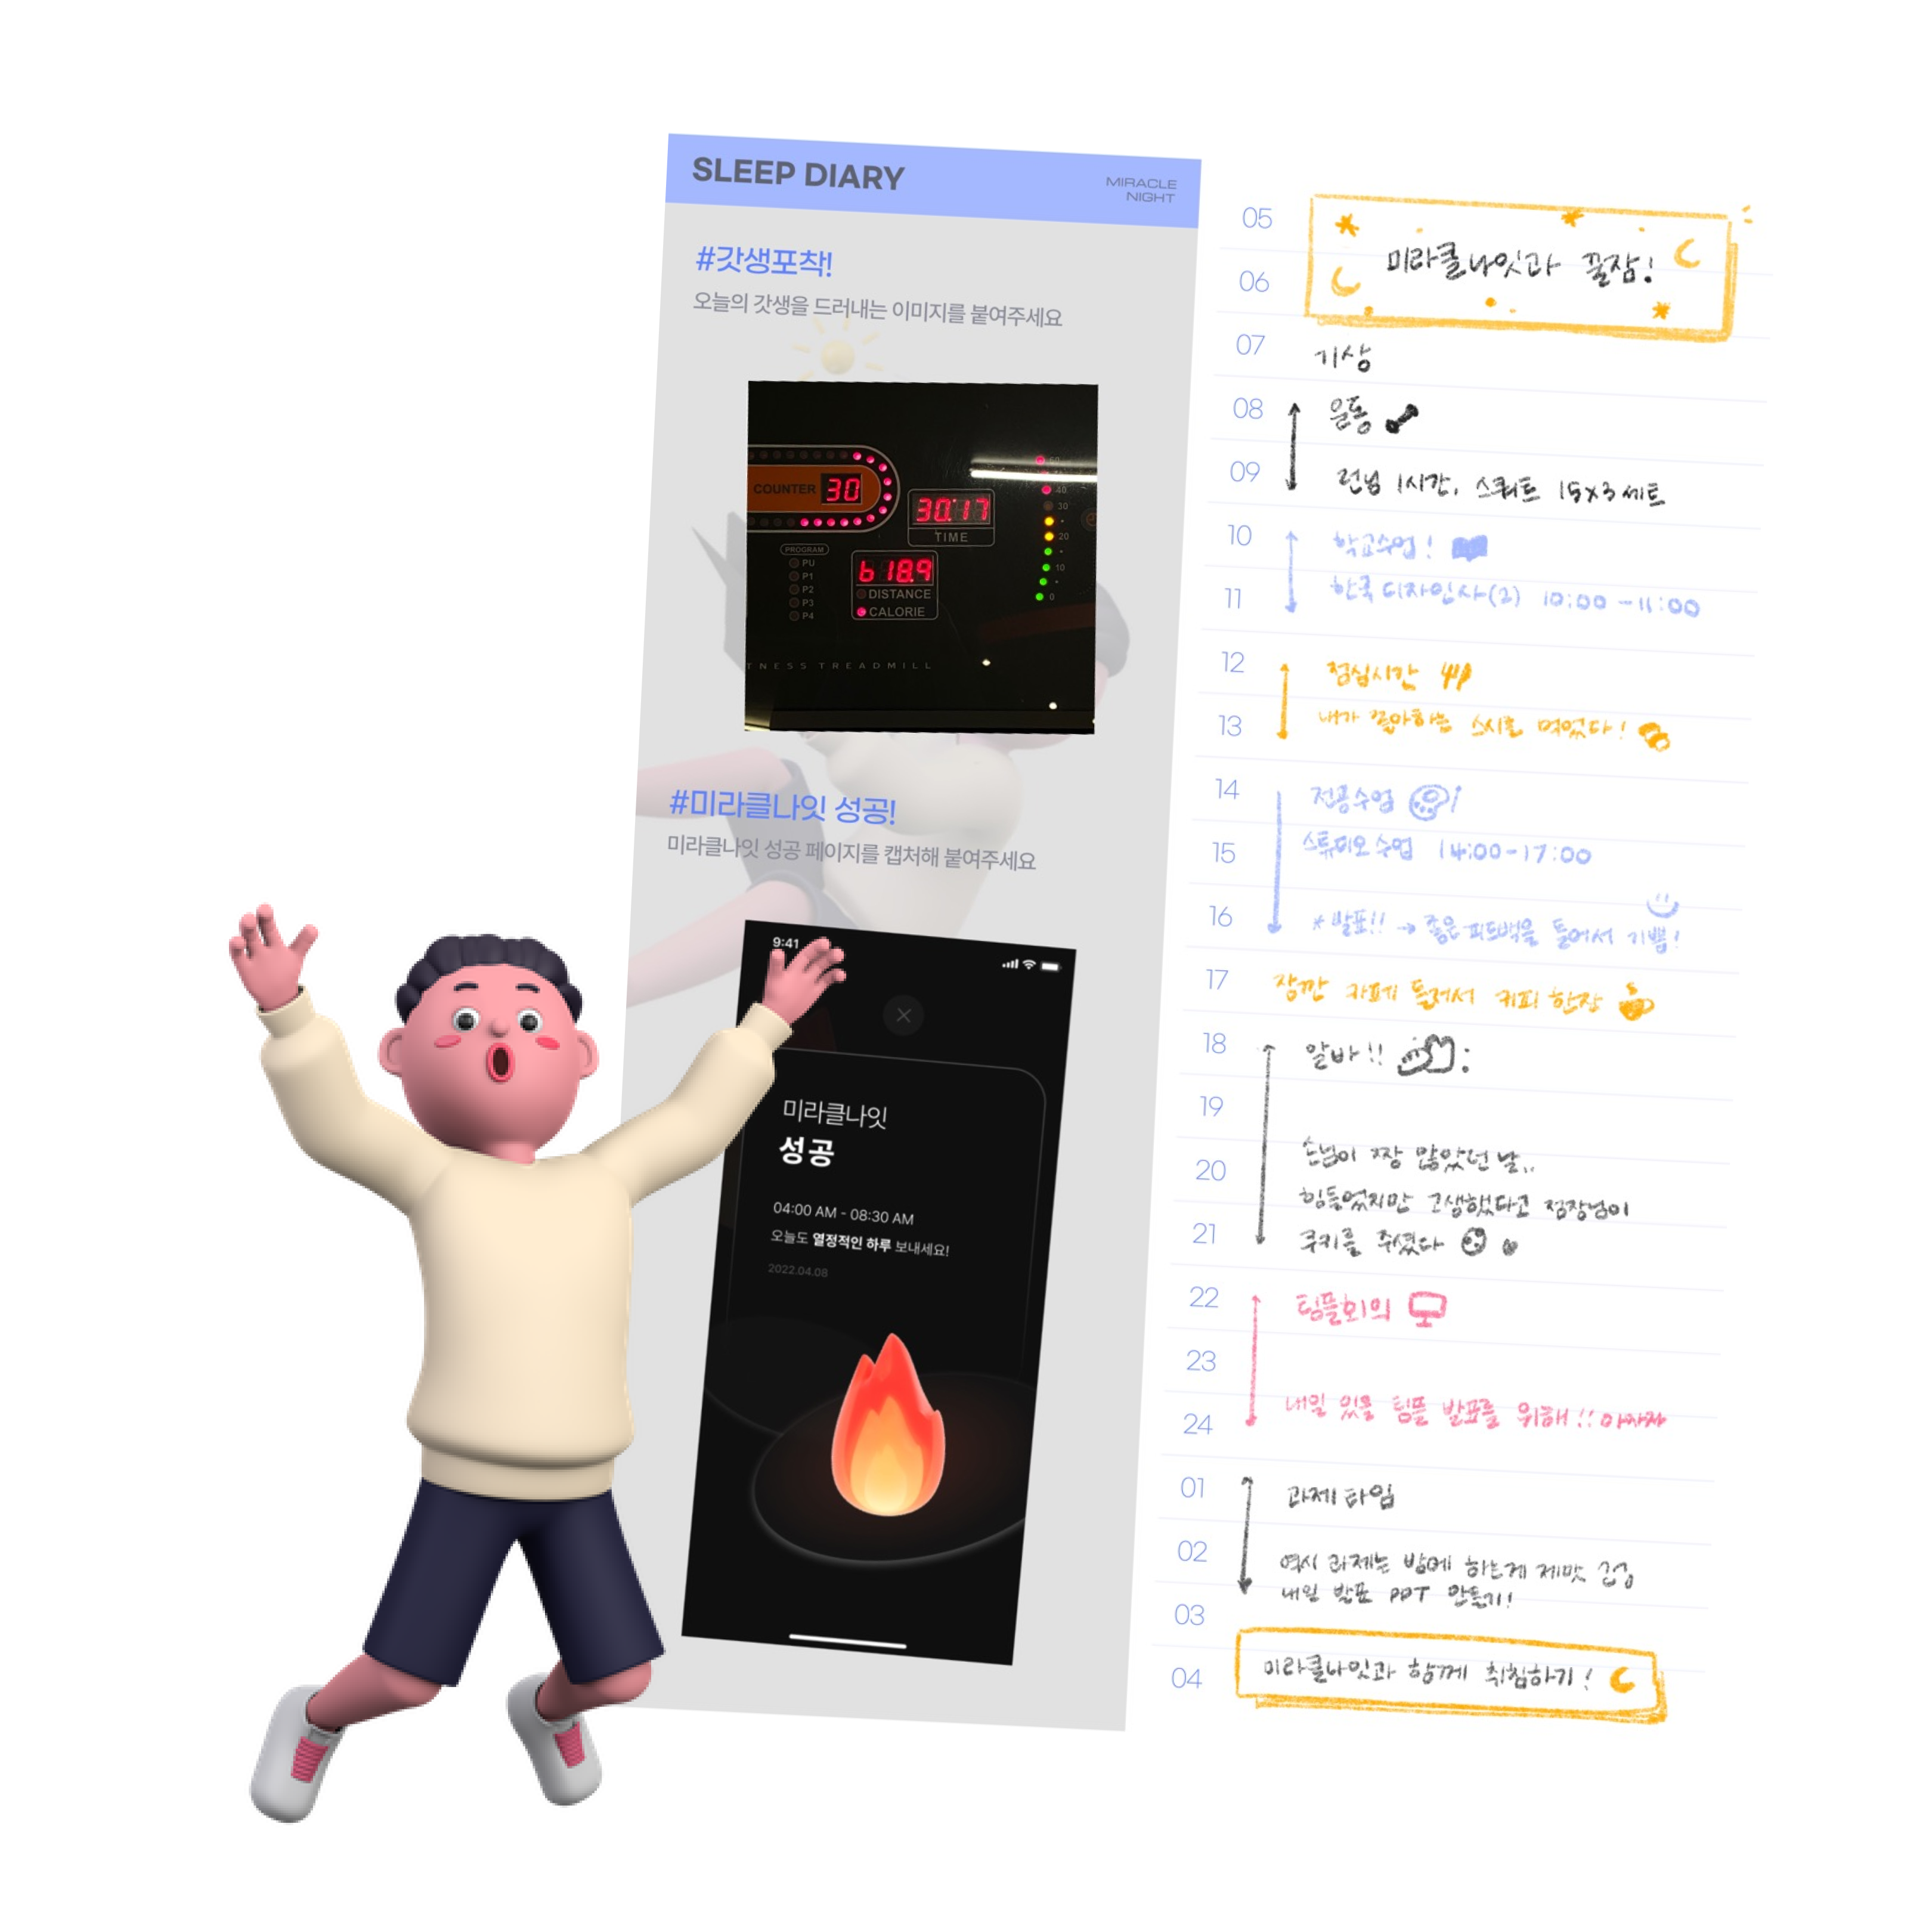 SLEEP DIARY
MIRACLE
NIGHT
#갓생포착!
오늘의 갓생을 드러내는 이미지를 붙여주세요
COUNTER 30
30:17
TIME
PROGRAM
PU
P1
P2
P3
P4
618.9
DISTANCE
CALORIE
40
30
20
10
0
TNESS TREADMILL
#미라클나잇 성공!
미라클나잇 성공 페이지를 캡처해 붙여주세요
9:41
미라클나잇
성공
04:00 AM - 08:30 AM
오늘도 열정적인 하루 보내세요!
2022.04.08
05
미라클나잇과 꿀잠!
06
07 기상
08 운동
09 런닝 1시간, 스쿼트 15x3세트
10 학교수업!
11 한국 디자인사(2) 10:00-11:00
12 점심시간
13 내가 좋아하는 스시를 먹었다!
14 전공수업
15 스튜디오 수업 14:00-17:00
16 *발표!! → 좋은 피드백을 들어서 기쁨!
17 잠깐 카페 들려서 커피 한잔
18 알바!!
19
손님이 짱 많았던 날..
20
힘들었지만 고생했다고 점장님이
21 쿠키를 주셨다
22 팀플회의
23
내일 있을 팀플 발표를 위해!! 아자자
24
01 과제타임
02 역시 과제는 밤에 하는게 제맛
내일 발표 PPT 만들기!
03
04 미라클나잇과 함께 취침하기!